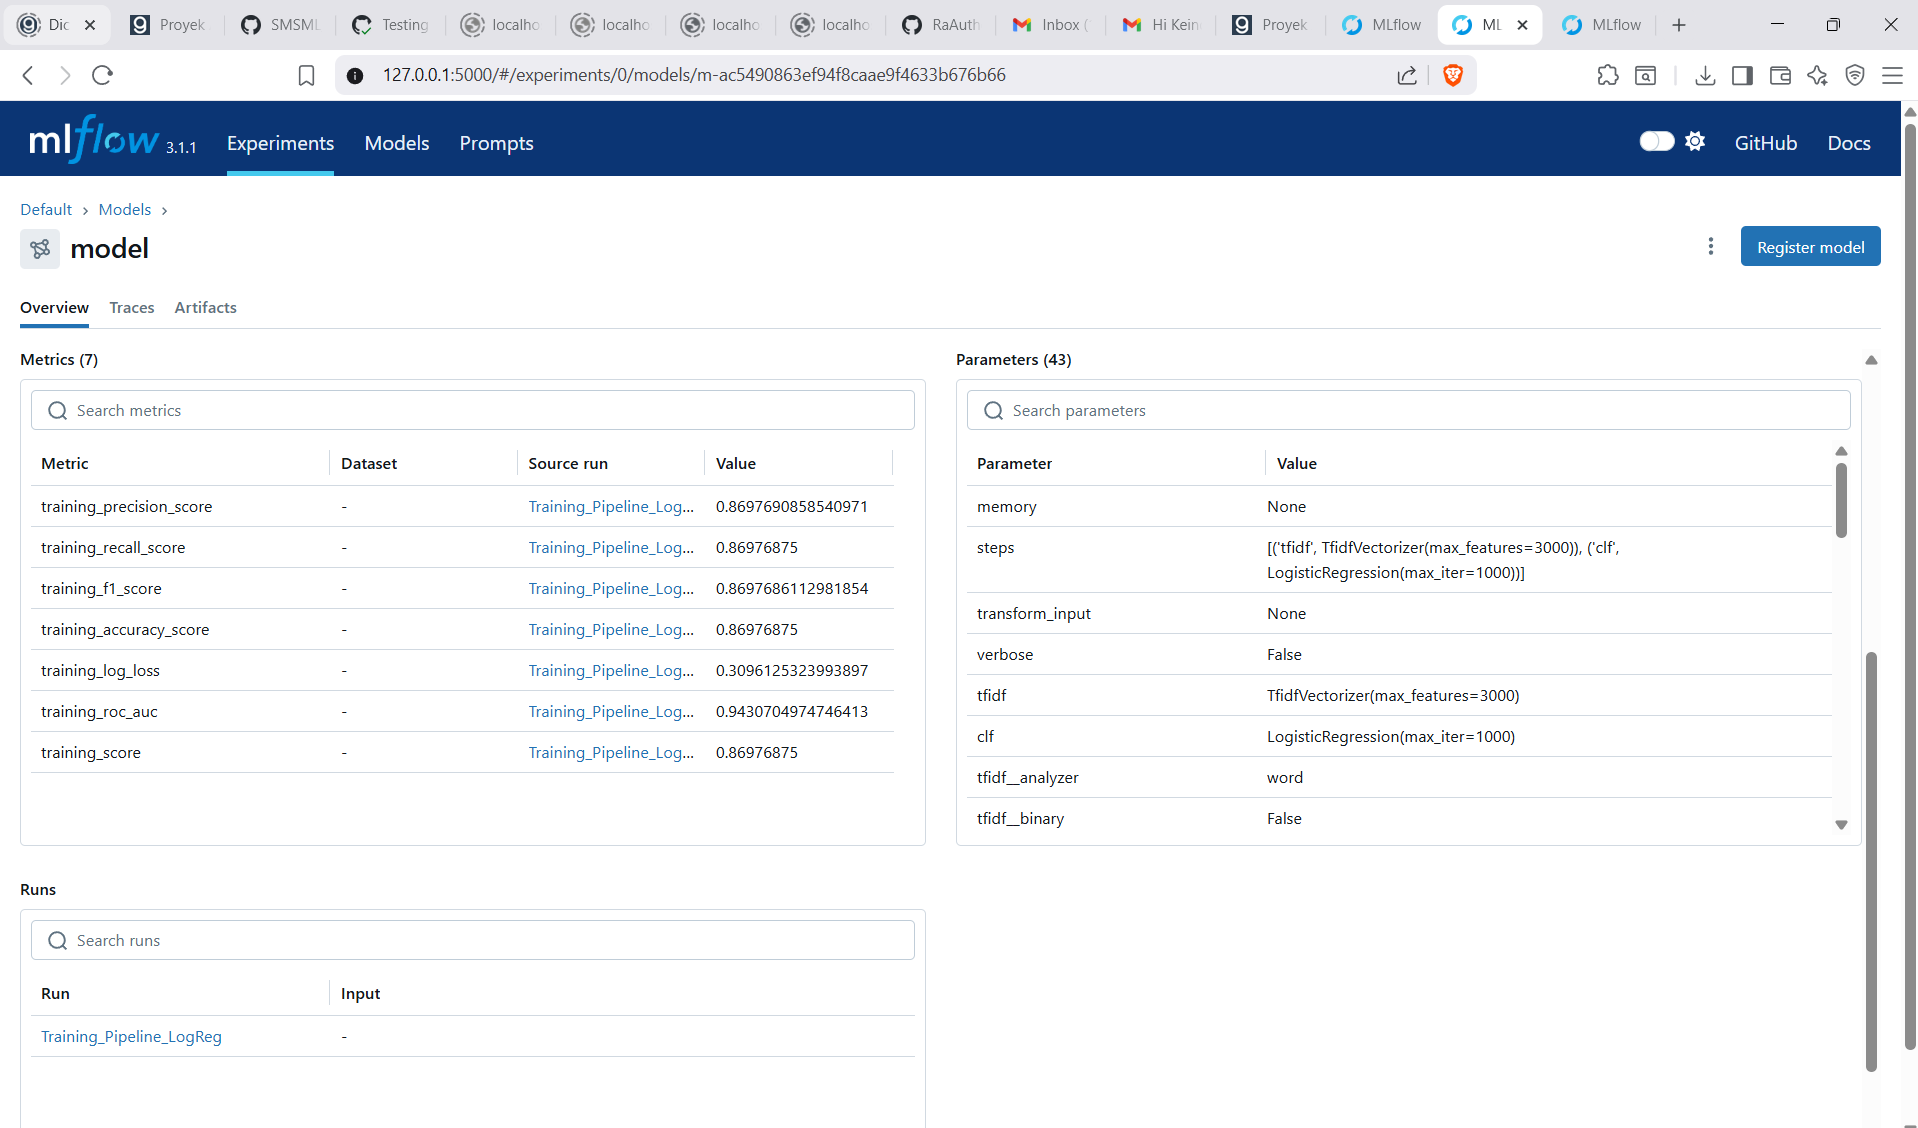 Dic
Proyek
SMSML
Testing
localho
localho
localho
localho
RaAuth
Inbox (
Hi Kein
Proyek
MLflow
ML
MLflow
127.0.0.1:5000/#/experiments/0/models/m-ac5490863ef94f8caae9f4633b676b66
mlflow 3.1.1
Experiments
Models
Prompts
GitHub
Docs
Default › Models ›
model
Register model
Overview
Traces
Artifacts
Metrics (7)
Search metrics
Metric Dataset Source run Value
training_precision_score - Training_Pipeline_Log... 0.8697690858540971
training_recall_score - Training_Pipeline_Log... 0.86976875
training_f1_score - Training_Pipeline_Log... 0.8697686112981854
training_accuracy_score - Training_Pipeline_Log... 0.86976875
training_log_loss - Training_Pipeline_Log... 0.3096125323993897
training_roc_auc - Training_Pipeline_Log... 0.9430704974746413
training_score - Training_Pipeline_Log... 0.86976875
Parameters (43)
Search parameters
Parameter Value
memory None
steps [('tfidf', TfidfVectorizer(max_features=3000)), ('clf',
LogisticRegression(max_iter=1000))]
transform_input None
verbose False
tfidf TfidfVectorizer(max_features=3000)
clf LogisticRegression(max_iter=1000)
tfidf__analyzer word
tfidf__binary False
Runs
Search runs
Run Input
Training_Pipeline_LogReg -